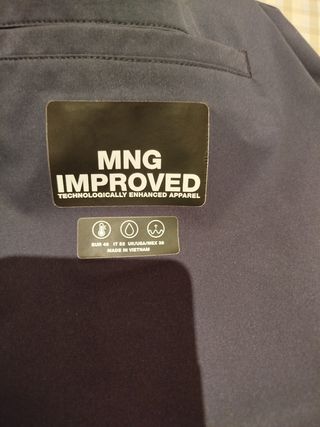 MNG
IMPROVED
TECHNOLOGICALLY ENHANCED APPAREL
EUR 48 IT 52 UK/USA/MEX 38
MADE IN VIETNAM